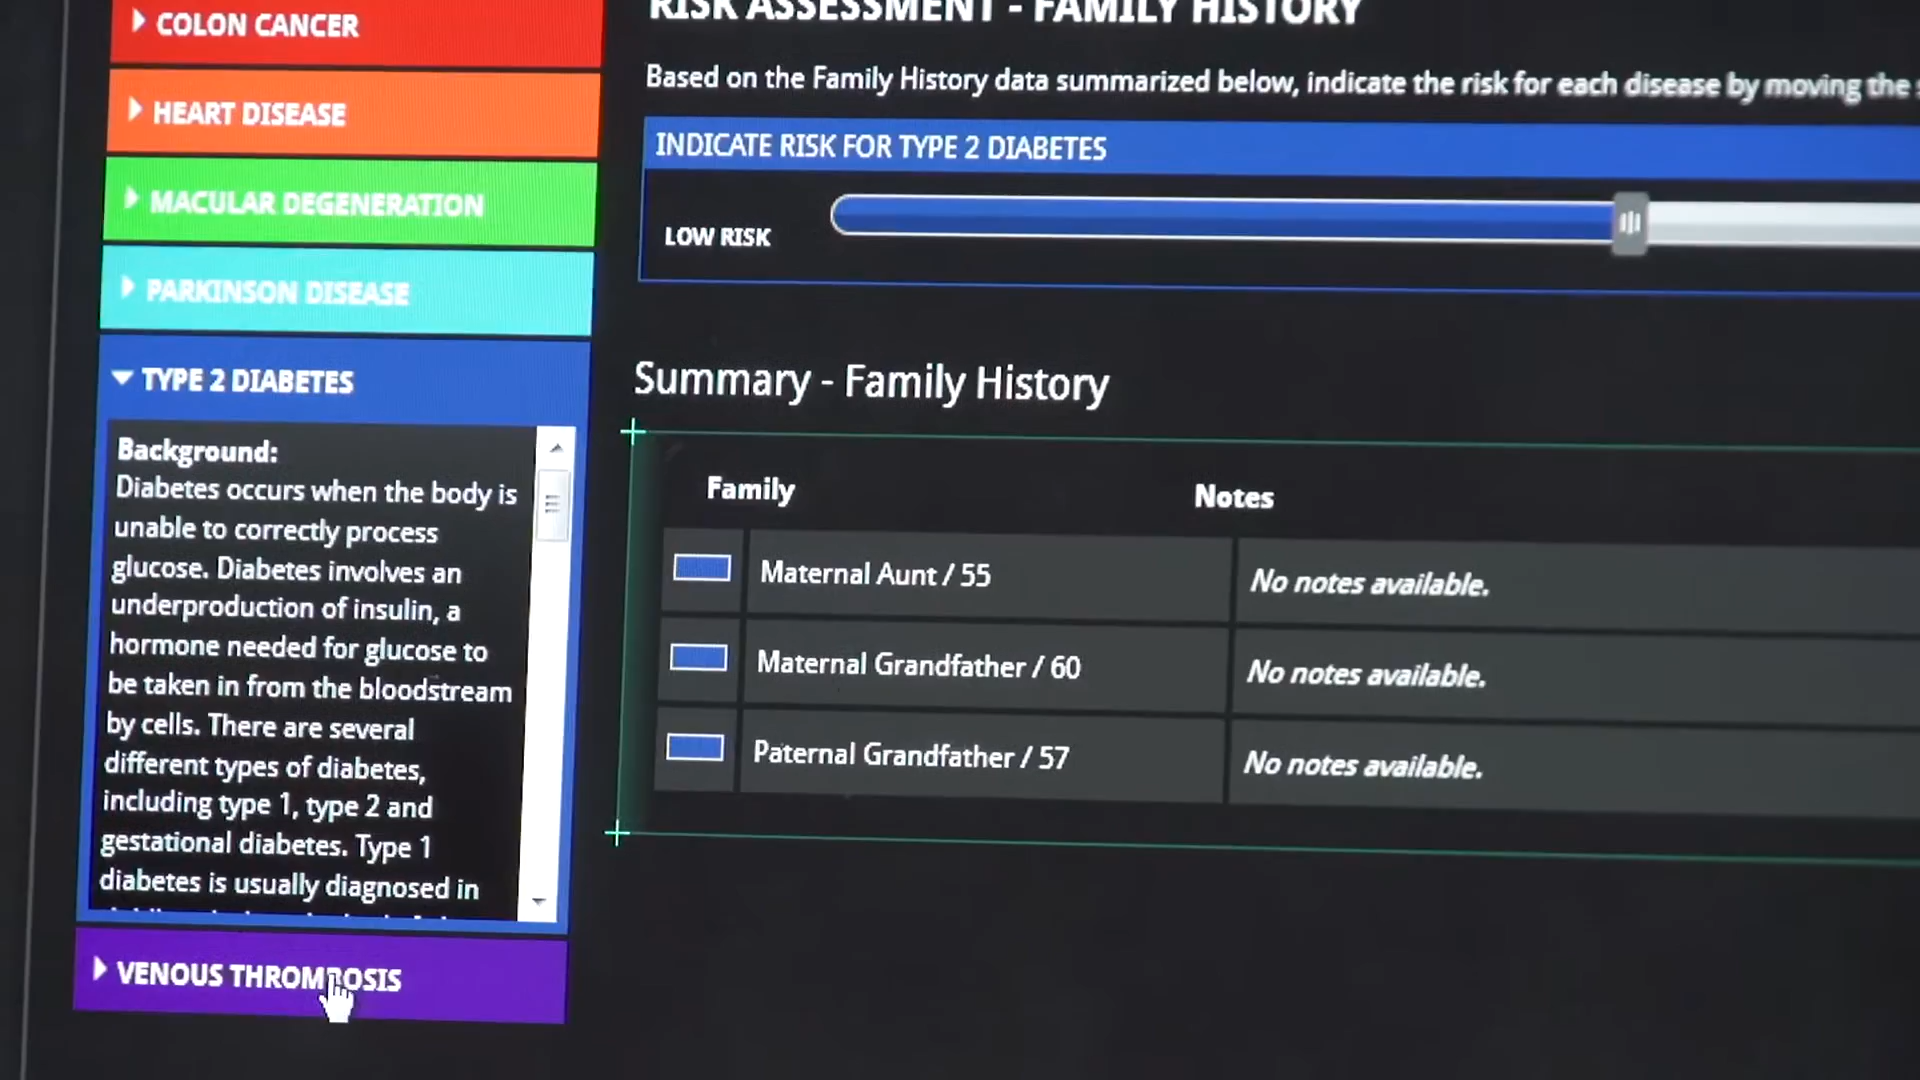 COLON CANCER
HEART DISEASE
MACULAR DEGENERATION
PARKINSON DISEASE
TYPE 2 DIABETES
Background:
Diabetes occurs when the body is
unable to correctly process
glucose. Diabetes involves an
underproduction of insulin, a
hormone needed for glucose to
be taken in from the bloodstream
by cells. There are several
different types of diabetes,
including type 1, type 2 and
gestational diabetes. Type 1
diabetes is usually diagnosed in
VENOUS THROMBOSIS
RISK ASSESSMENT - FAMILY HISTORY
Based on the Family History data summarized below, indicate the risk for each disease by moving the
INDICATE RISK FOR TYPE 2 DIABETES
LOW RISK
Summary - Family History
Family Notes
Maternal Aunt / 55 No notes available.
Maternal Grandfather / 60 No notes available.
Paternal Grandfather / 57 No notes available.